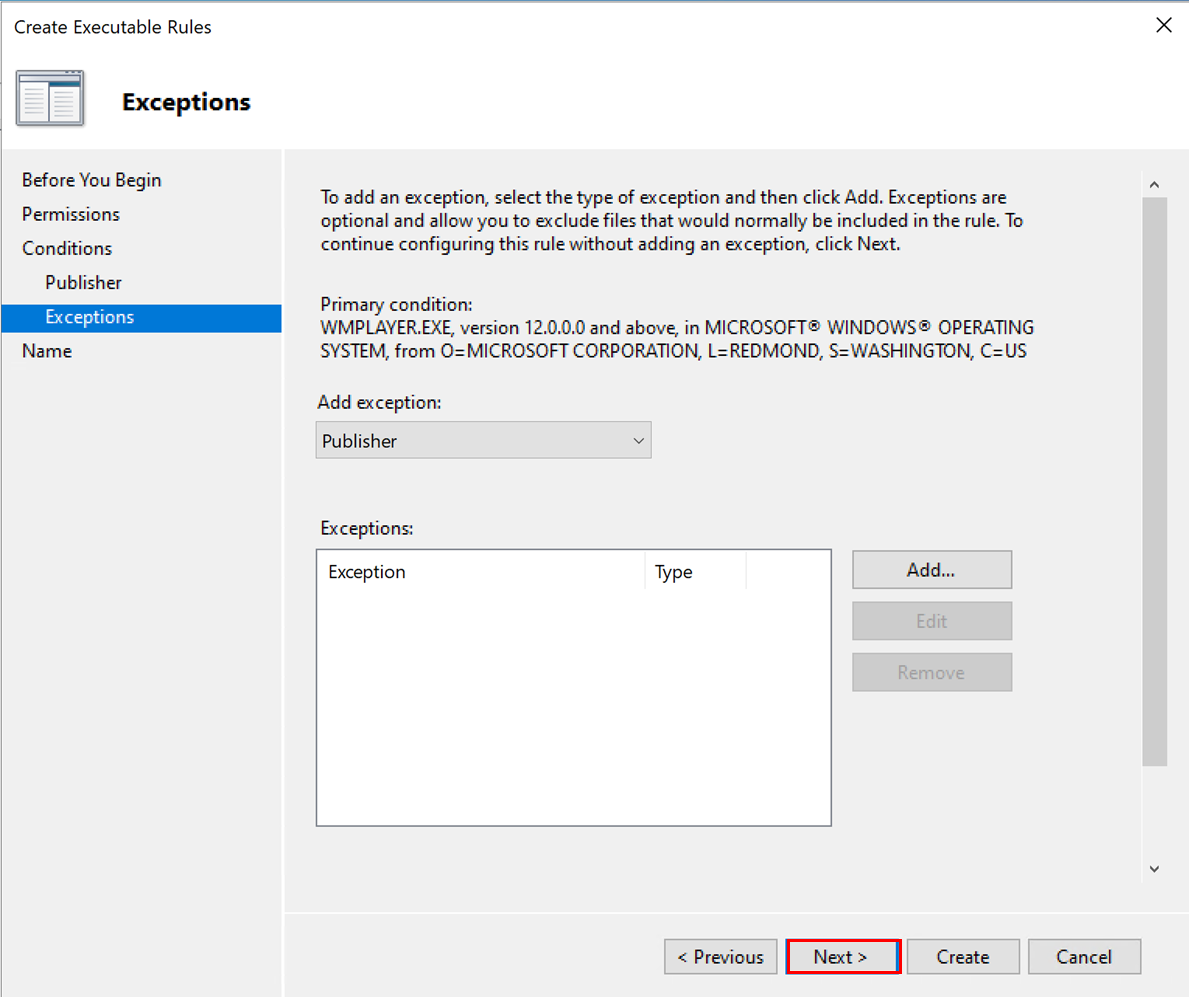 Create Executable Rules
Exceptions
Before You Begin
Permissions
Conditions
Publisher
Exceptions
Name
To add an exception, select the type of exception and then click Add. Exceptions are
optional and allow you to exclude files that would normally be included in the rule. To
continue configuring this rule without adding an exception, click Next.
Primary condition:
WMPLAYER.EXE, version 12.0.0.0 and above, in MICROSOFT® WINDOWS® OPERATING
SYSTEM, from O=MICROSOFT CORPORATION, L=REDMOND, S=WASHINGTON, C=US
Add exception:
Publisher
Exceptions:
Exception Type
Add...
Edit
Remove
< Previous Next > Create Cancel